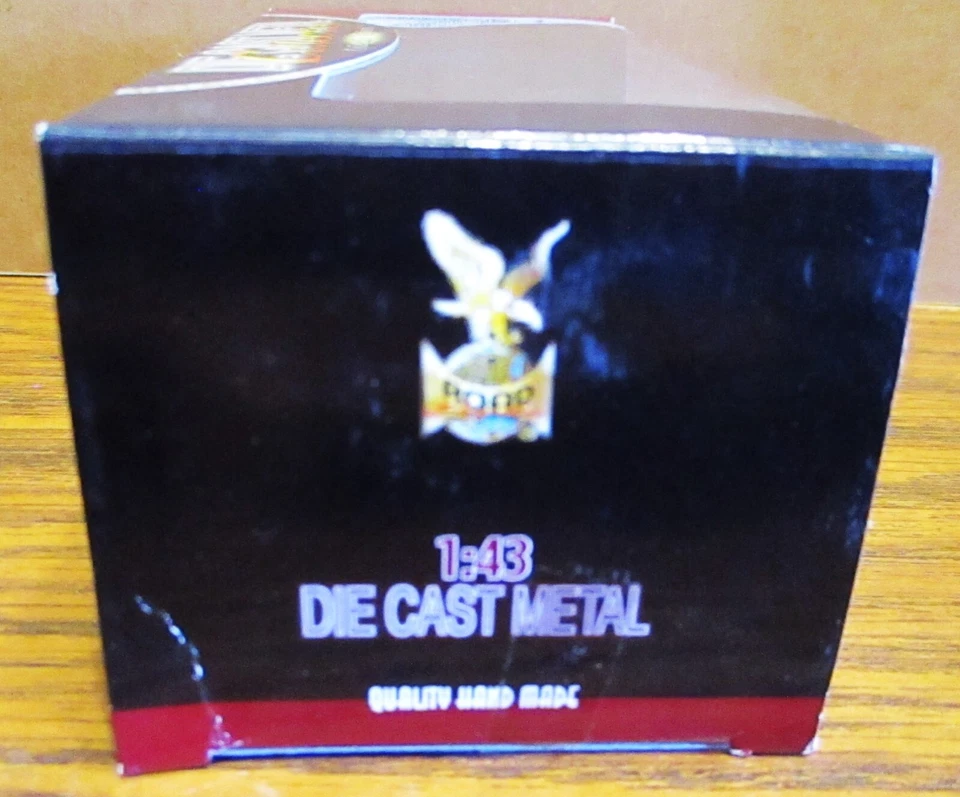 ROAD
1:43
DIE CAST METAL
QUALITY HAND MADE